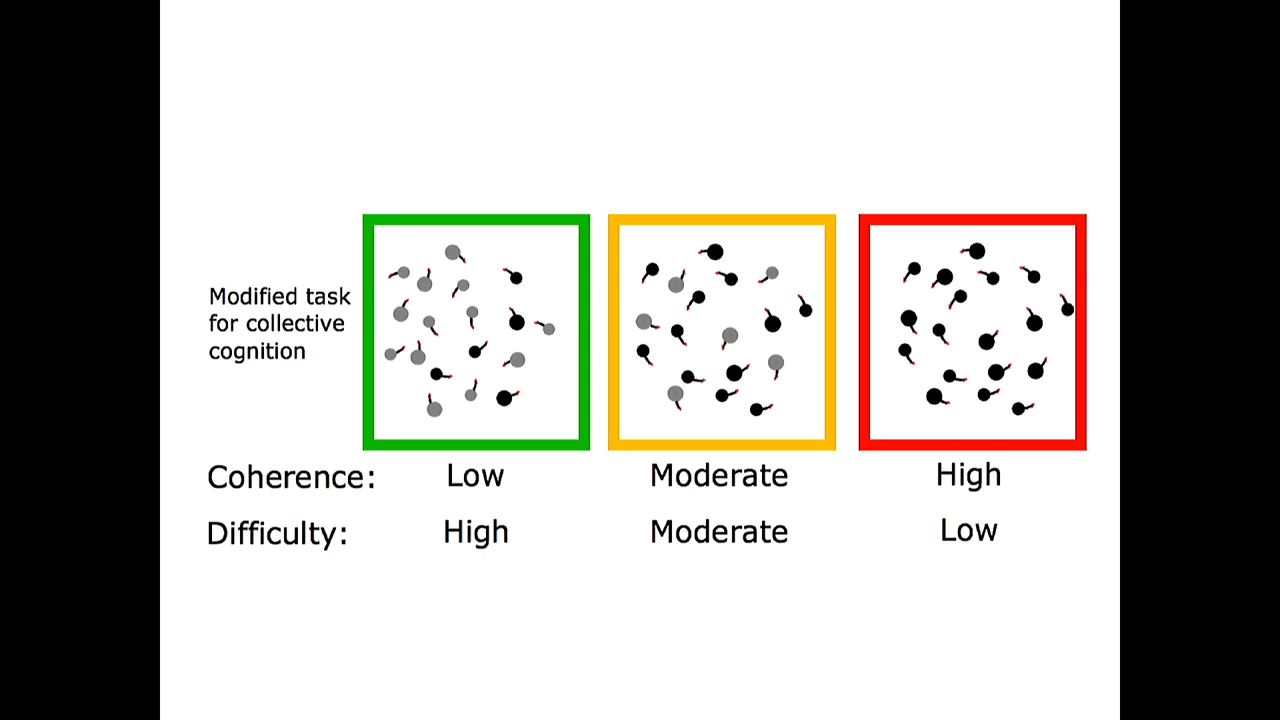 Modified task
for collective
cognition
Coherence: Low Moderate High
Difficulty: High Moderate Low